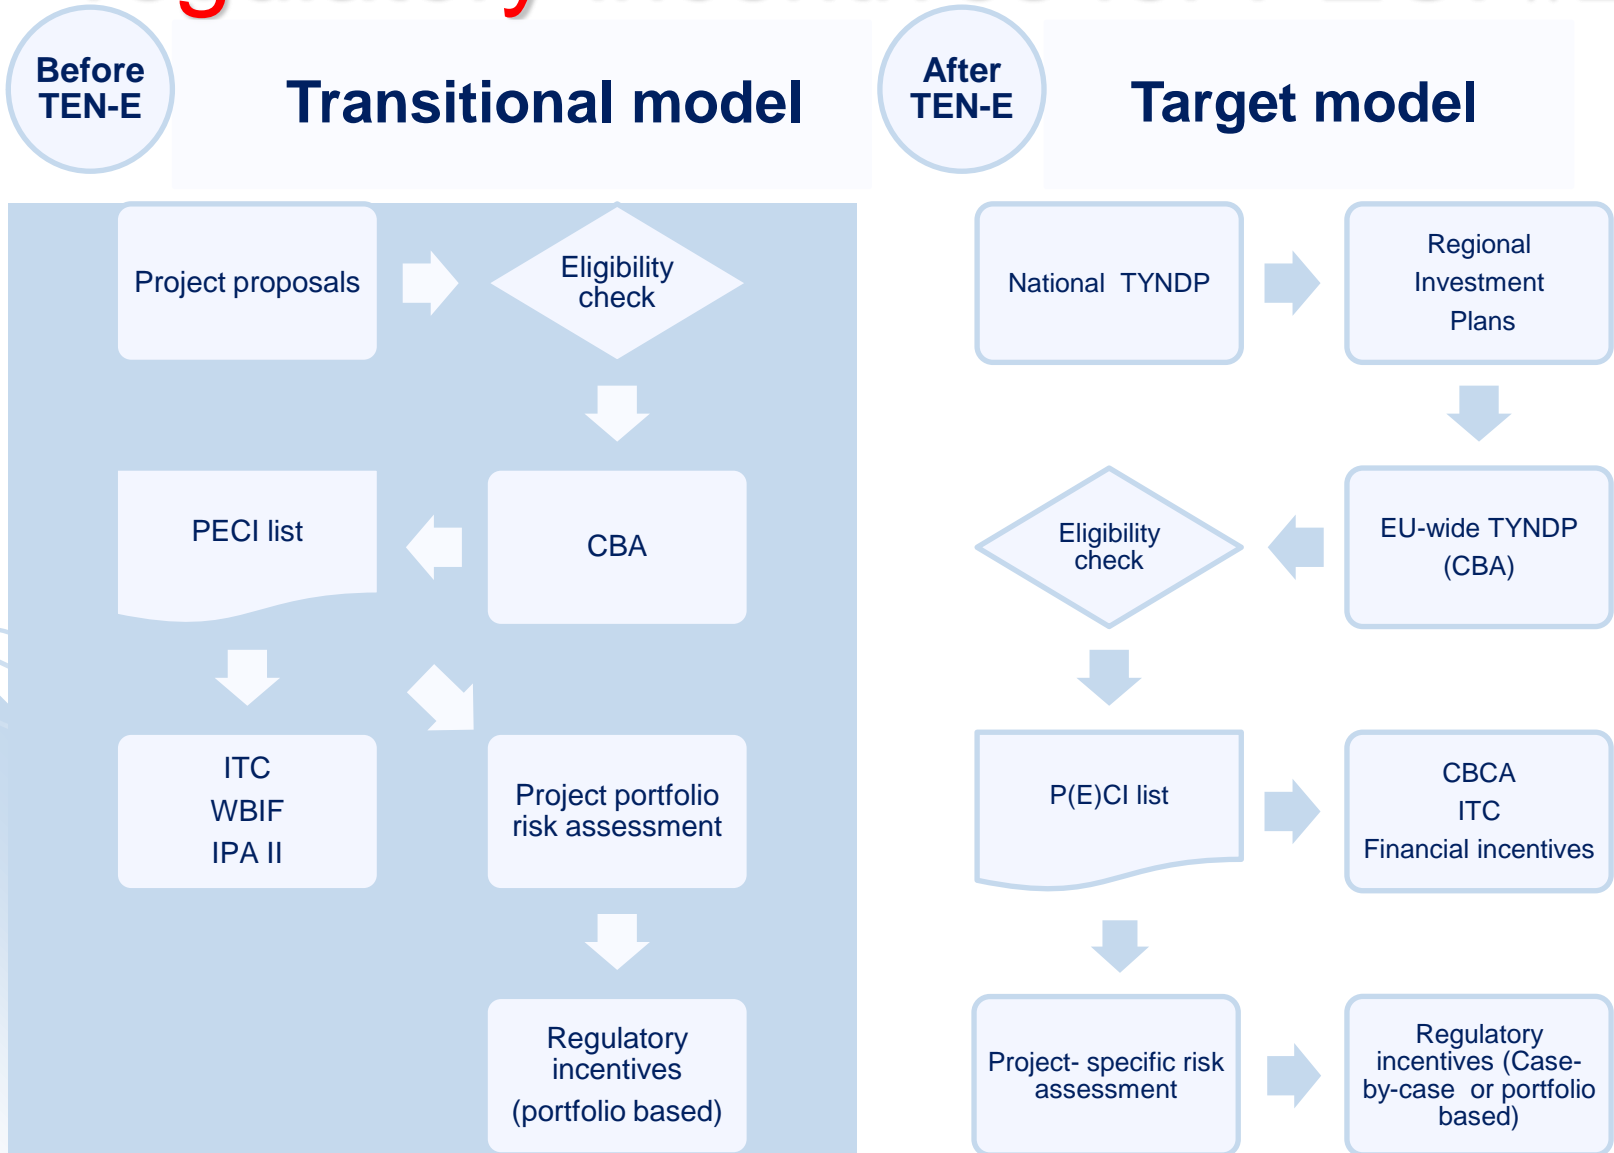 Before
TEN-E
Transitional model
After
TEN-E
Target model
Project proposals
Eligibility
check
PECI list
CBA
ITC
WBIF
IPA II
Project portfolio
risk assessment
Regulatory
incentives
(portfolio based)
National TYNDP
Regional
Investment
Plans
Eligibility
check
EU-wide TYNDP
(CBA)
P(E)CI list
CBCA
ITC
Financial incentives
Project- specific risk
assessment
Regulatory
incentives (Case-
by-case or portfolio
based)